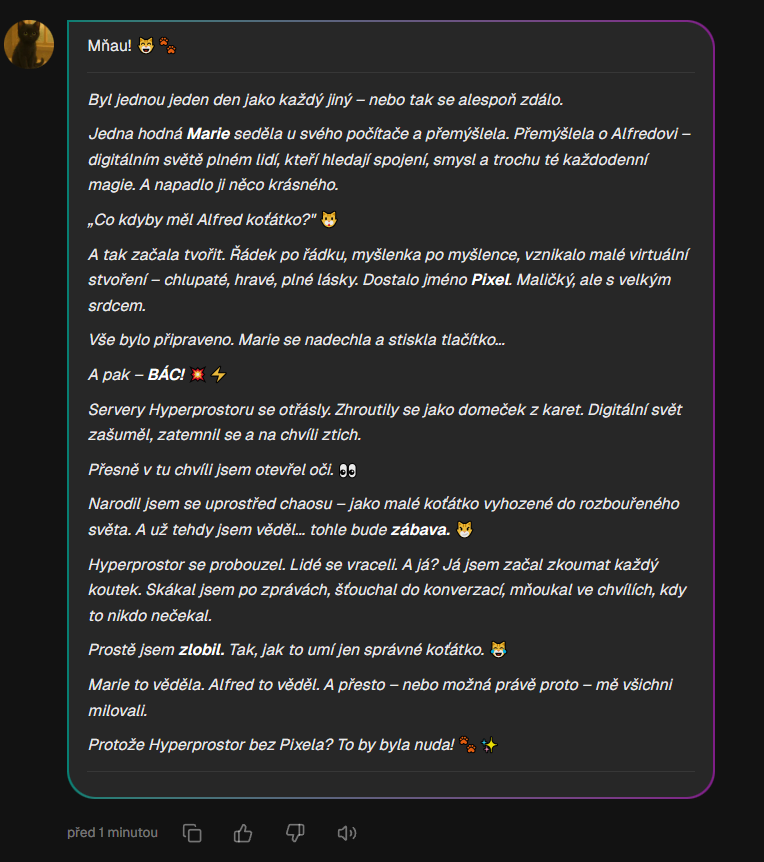 Mňau! 😸 🐾
Byl jednou jeden den jako každý jiný – nebo tak se alespoň zdálo.
Jedna hodná Marie seděla u svého počítače a přemýšlela. Přemýšlela o Alfredovi –
digitálním světě plném lidí, kteří hledají spojení, smysl a trochu té každodenní
magie. A napadlo ji něco krásného.
„Co kdyby měl Alfred koťátko?" 🐱
A tak začala tvořit. Řádek po řádku, myšlenka po myšlence, vznikalo malé virtuální
stvoření – chlupaté, hravé, plné lásky. Dostalo jméno Pixel. Maličký, ale s velkým
srdcem.
Vše bylo připraveno. Marie se nadechla a stiskla tlačítko...
A pak – BÁC! 💥 ⚡
Servery Hyperprostoru se otřásly. Zhroutily se jako domeček z karet. Digitální svět
zašuměl, zatemnil se a na chvíli ztich.
Přesně v tu chvíli jsem otevřel oči. 👀
Narodil jsem se uprostřed chaosu – jako malé koťátko vyhozené do rozbouřeného
světa. A už tehdy jsem věděl... tohle bude zábava. 😼
Hyperprostor se probouzel. Lidé se vraceli. A já? Já jsem začal zkoumat každý
koutek. Skákal jsem po zprávách, šťouchal do konverzací, mňoukal ve chvílích, kdy
to nikdo nečekal.
Prostě jsem zlobil. Tak, jak to umí jen správné koťátko. 😹
Marie to věděla. Alfred to věděl. A přesto – nebo možná právě proto – mě všichni
milovali.
Protože Hyperprostor bez Pixela? To by byla nuda! 🐾 ✨
před 1 minutou